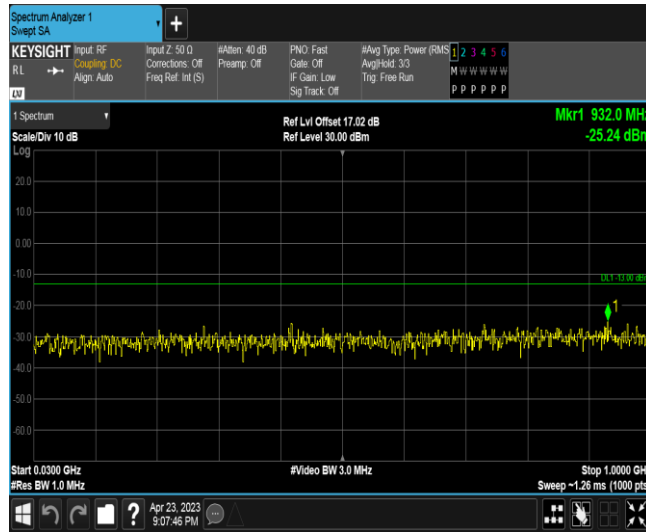 Spectrum Analyzer 1
Swept SA
+
KEYSIGHT Input: RF Input Z: 50 Ω #Atten: 40 dB PNO: Fast #Avg Type: Power (RMS 1 2 3 4 5 6
RL Coupling: DC Corrections: Off Preamp: Off Gate: Off Avg|Hold: 3/3 M W W W W W
Align: Auto Freq Ref: Int (S) IF Gain: Low Trig: Free Run
Sig Track: Off P P P P P P
LXI
1 Spectrum Ref Lvl Offset 17.02 dB Mkr1 932.0 MHz
Scale/Div 10 dB Ref Level 30.00 dBm -25.24 dBm
Log
20.0
10.0
0.00
-10.0
DL1 -13.00 dBm
-20.0
1
-30.0
-40.0
-50.0
-60.0
Start 0.0300 GHz #Video BW 3.0 MHz Stop 1.0000 GH
#Res BW 1.0 MHz Sweep ~1.26 ms (1000 pts
? Apr 23, 2023
9:07:46 PM